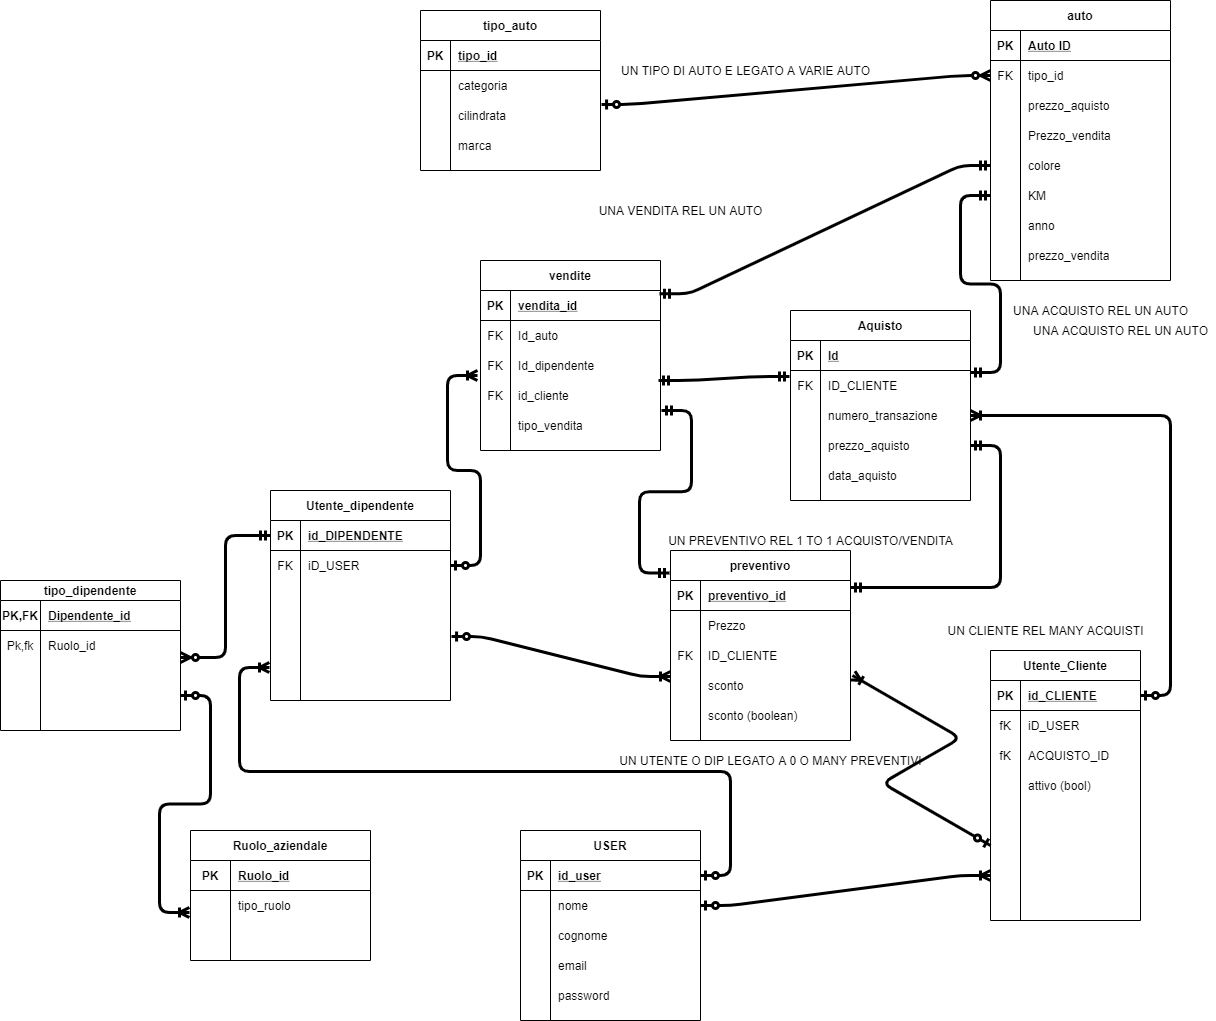 tipo_auto
PK tipo_id
categoria
cilindrata
marca
auto
PK Auto ID
FK tipo_id
prezzo_aquisto
Prezzo_vendita
colore
KM
anno
prezzo_vendita
UN TIPO DI AUTO E LEGATO A VARIE AUTO
UNA VENDITA REL UN AUTO
vendite
PK vendita_id
FK Id_auto
FK Id_dipendente
FK id_cliente
tipo_vendita
Aquisto
PK Id
FK ID_CLIENTE
numero_transazione
prezzo_aquisto
data_aquisto
UNA ACQUISTO REL UN AUTO
UNA ACQUISTO REL UN AUTO
Utente_dipendente
PK id_DIPENDENTE
FK iD_USER
UN PREVENTIVO REL 1 TO 1 ACQUISTO/VENDITA
preventivo
PK preventivo_id
Prezzo
FK ID_CLIENTE
sconto
sconto (boolean)
tipo_dipendente
PK,FK Dipendente_id
Pk,fk Ruolo_id
UN CLIENTE REL MANY ACQUISTI
Utente_Cliente
PK id_CLIENTE
fK iD_USER
fK ACQUISTO_ID
attivo (bool)
UN UTENTE O DIP LEGATO A 0 O MANY PREVENTIVI
Ruolo_aziendale
PK Ruolo_id
tipo_ruolo
USER
PK id_user
nome
cognome
email
password